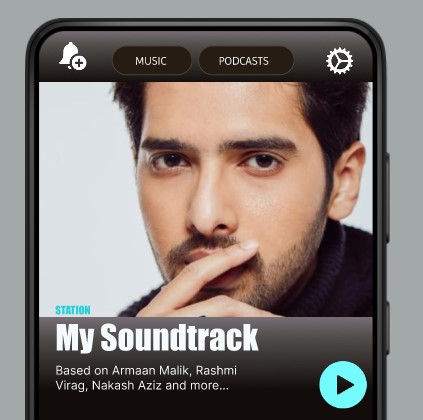 MUSIC
PODCASTS
STATION
My Soundtrack
Based on Armaan Malik, Rashmi
Virag, Nakash Aziz and more...